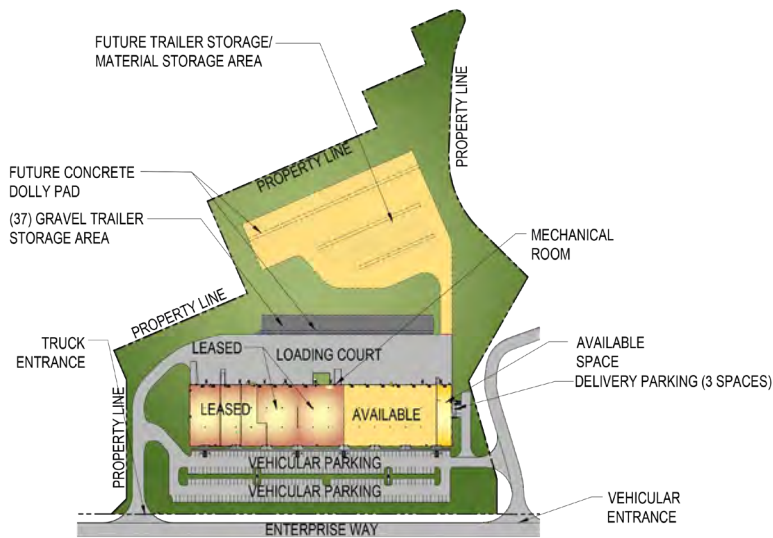 FUTURE TRAILER STORAGE/
MATERIAL STORAGE AREA
PROPERTY LINE
PROPERTY LINE
FUTURE CONCRETE
DOLLY PAD
(37) GRAVEL TRAILER
STORAGE AREA
MECHANICAL
ROOM
PROPERTY LINE
TRUCK
ENTRANCE
LEASED
LOADING COURT
AVAILABLE
SPACE
DELIVERY PARKING (3 SPACES)
PROPERTY LINE
LEASED
AVAILABLE
VEHICULAR PARKING
VEHICULAR PARKING
VEHICULAR
ENTRANCE
ENTERPRISE WAY